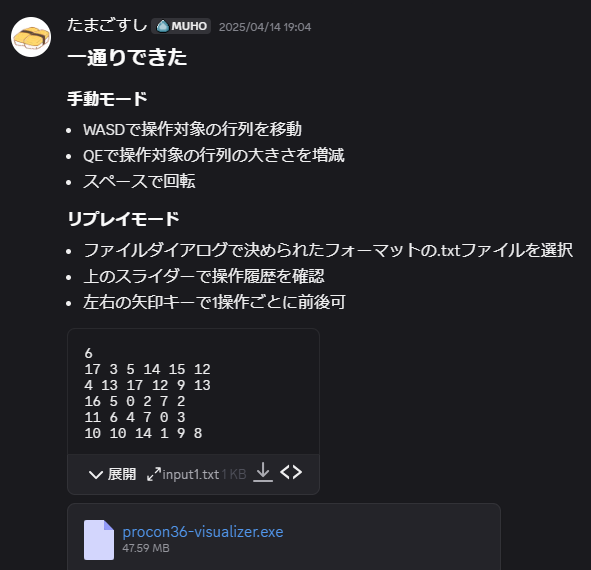 たまごすし MUHO 2025/04/14 19:04
一通りできた
手動モード
• WASDで操作対象の行列を移動
• QEで操作対象の行列の大きさを増減
• スペースで回転
リプレイモード
• ファイルダイアログで決められたフォーマットの.txtファイルを選択
• 上のスライダーで操作履歴を確認
• 左右の矢印キーで1操作ごとに前後可
6
17 3 5 14 15 12
4 13 17 12 9 13
16 5 0 2 7 2
11 6 4 7 0 3
10 10 14 1 9 8
展開 input1.txt 1 KB
procon36-visualizer.exe
47.59 MB